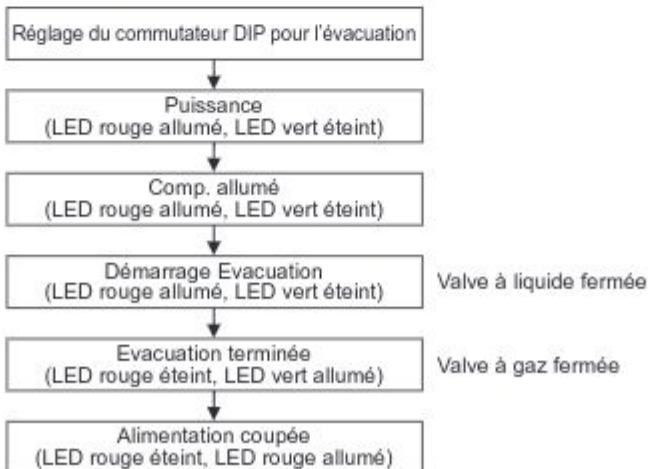 Réglage du commutateur DIP pour l'évacuation
Puissance
(LED rouge allumé, LED vert éteint)
Comp. allumé
(LED rouge allumé, LED vert éteint)
Démarrage Evacuation
(LED rouge allumé, LED vert éteint)
Valve à liquide fermée
Evacuation terminée
(LED rouge éteint, LED vert allumé)
Valve à gaz fermée
Alimentation coupée
(LED rouge éteint, LED rouge allumé)